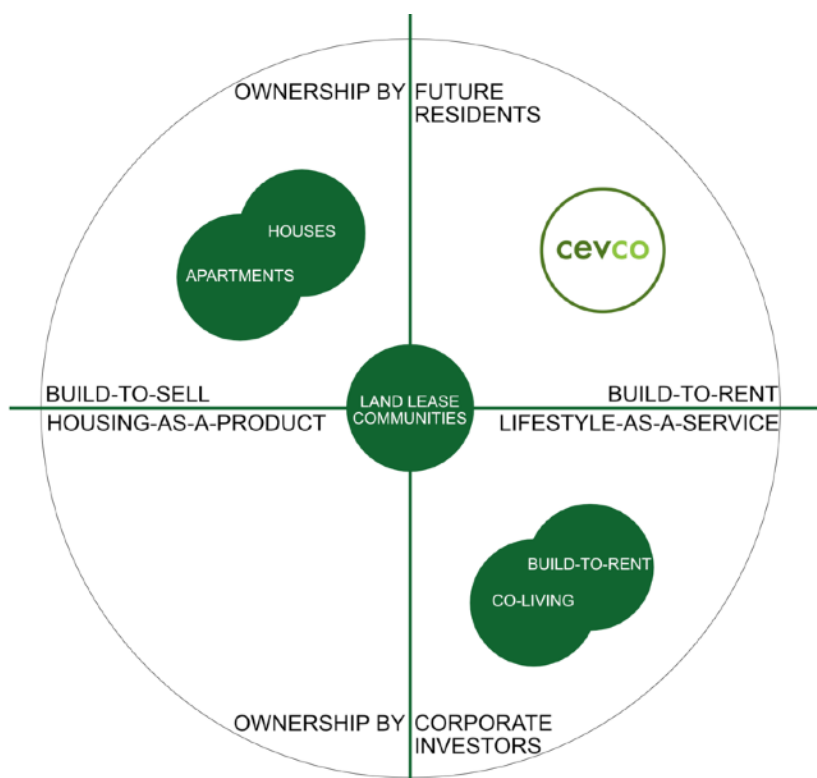 OWNERSHIP BY FUTURE
RESIDENTS
HOUSES
APARTMENTS
cevco
BUILD-TO-SELL
BUILD-TO-RENT
LAND LEASE
COMMUNITIES
HOUSING-AS-A-PRODUCT
LIFESTYLE-AS-A-SERVICE
BUILD-TO-RENT
CO-LIVING
OWNERSHIP BY CORPORATE
INVESTORS